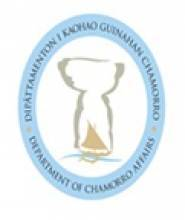 DIPÅTTAMENTON I KAOHAO GUINAHAN CHAMORRO
DEPARTMENT OF CHAMORRO AFFAIRS